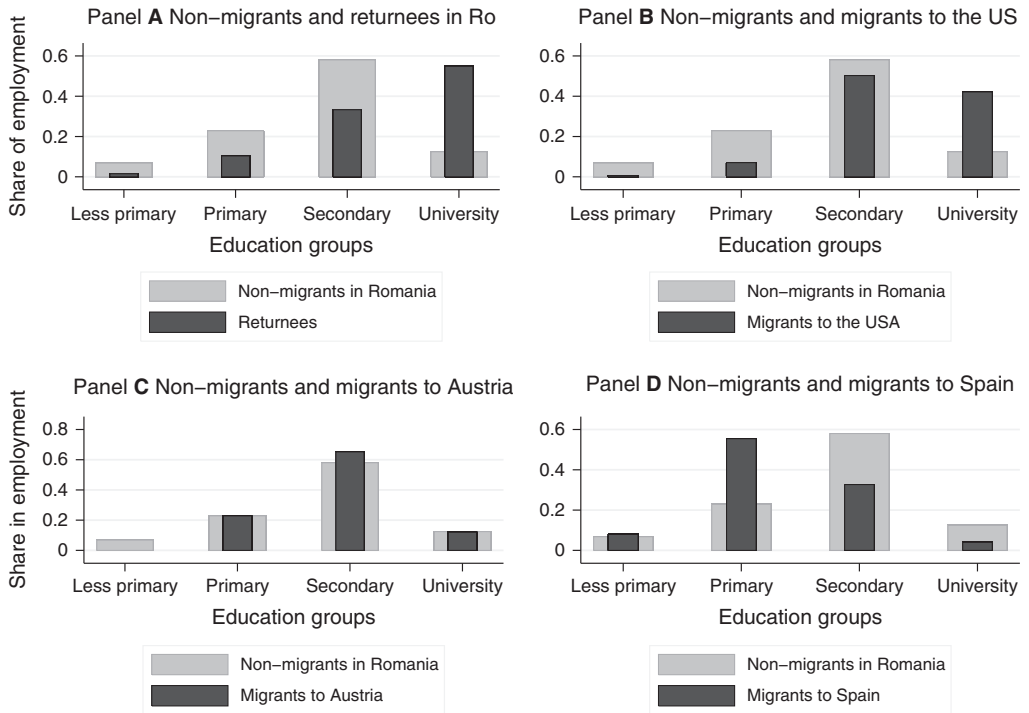 Panel A Non−migrants and returnees in Ro
Share of employment
0.6
0.4
0.2
0
Less primary Primary Secondary University
Education groups
Non−migrants in Romania
Returnees
Panel B Non−migrants and migrants to the US
0.6
0.4
0.2
0
Less primary Primary Secondary University
Education groups
Non−migrants in Romania
Migrants to the USA
Panel C Non−migrants and migrants to Austria
Share in employment
0.8
0.6
0.4
0.2
0
Less primary Primary Secondary University
Education groups
Non−migrants in Romania
Migrants to Austria
Panel D Non−migrants and migrants to Spain
0.6
0.4
0.2
0
Less primary Primary Secondary University
Education groups
Non−migrants in Romania
Migrants to Spain